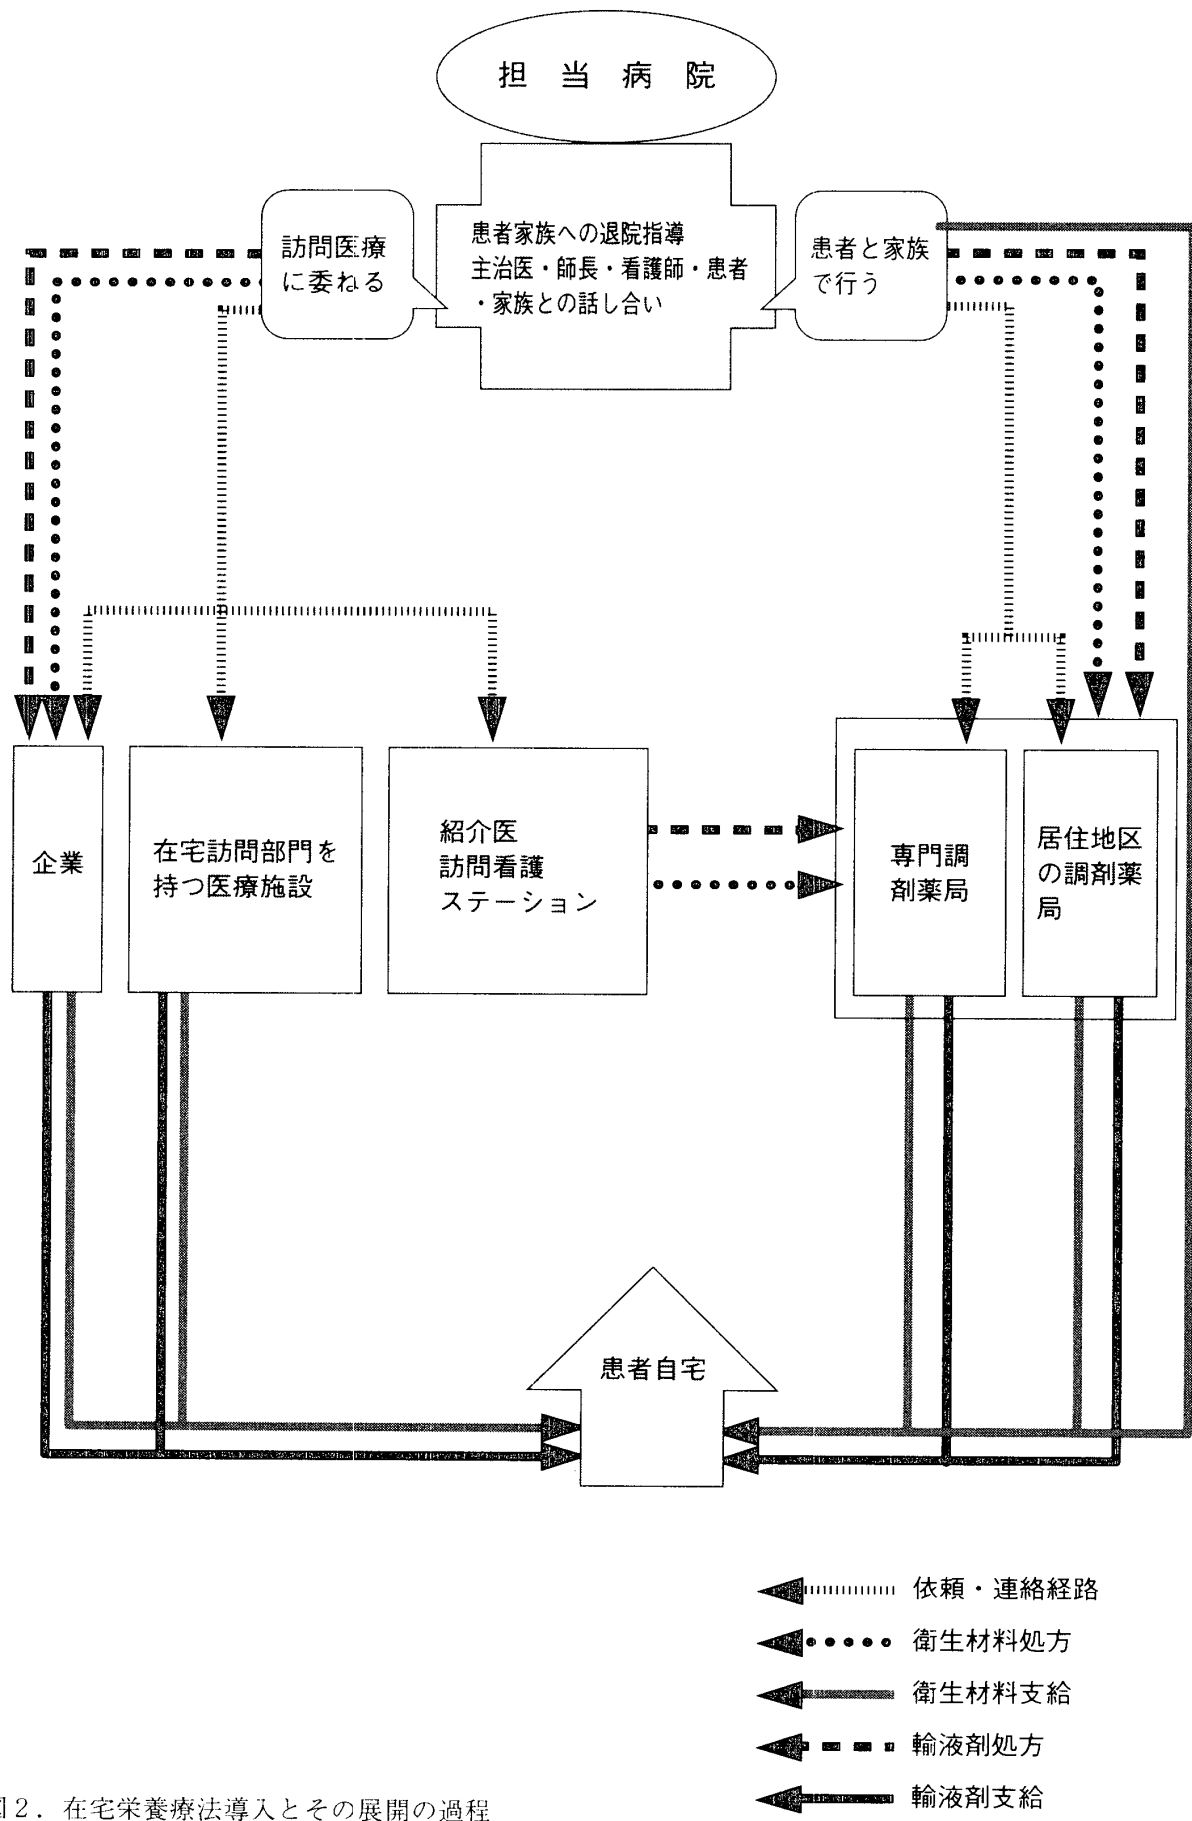 担当病院
訪問医療
に委ねる
患者家族への退院指導
主治医・師長・看護師・患者
・家族との話し合い
患者と家族
で行う
企業
在宅訪問部門を
持つ医療施設
紹介医
訪問看護
ステーション
専門調
剤薬局
居住地区
の調剤薬
局
患者自宅
依頼・連絡経路
衛生材料処方
衛生材料支給
輸液剤処方
輸液剤支給
図２．在宅栄養療法導入とその展開の過程